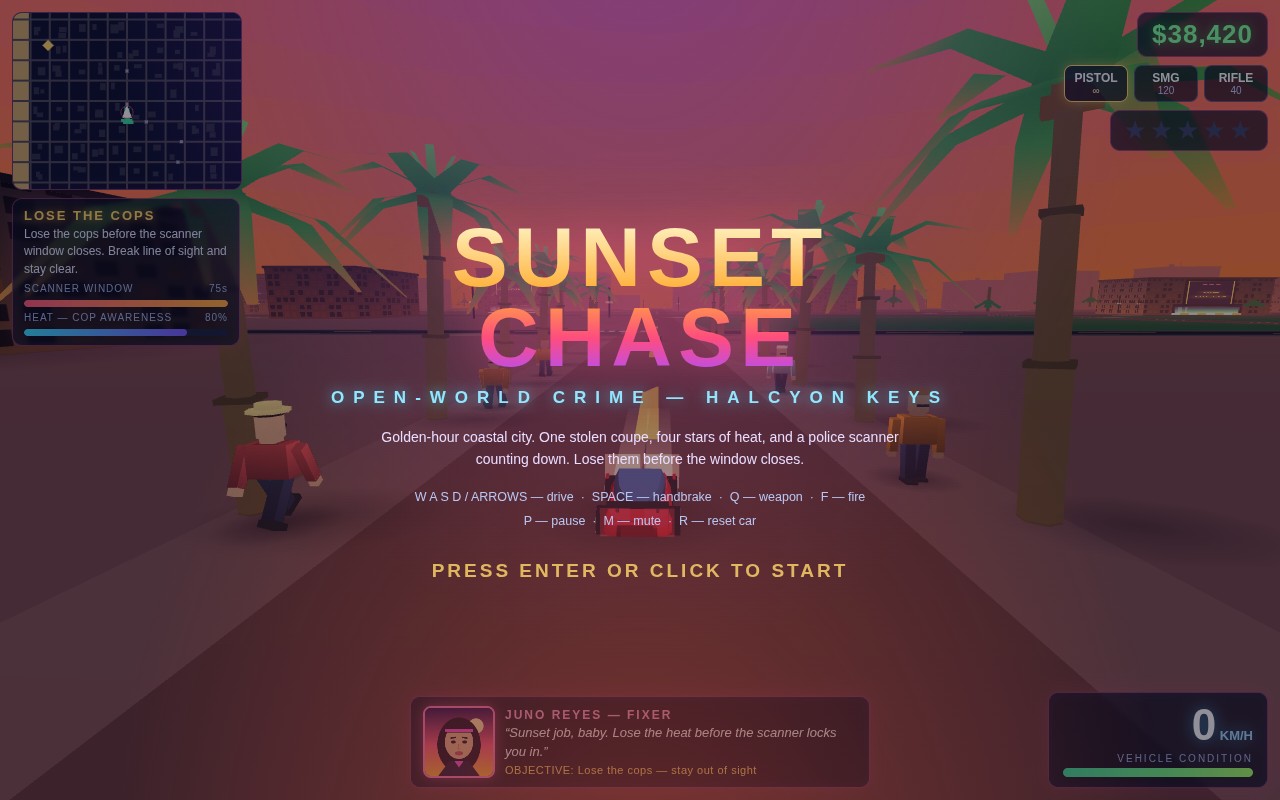 $38,420
PISTOL
∞
SMG
120
RIFLE
40
LOSE THE COPS
Lose the cops before the scanner
window closes. Break line of sight and
stay clear.
SCANNER WINDOW 75s
HEAT — COP AWARENESS 80%
SUNSET
CHASE
OPEN-WORLD CRIME — HALCYON KEYS
Golden-hour coastal city. One stolen coupe, four stars of heat, and a police scanner
counting down. Lose them before the window closes.
W A S D / ARROWS — drive · SPACE — handbrake · Q — weapon · F — fire
P — pause · M — mute · R — reset car
PRESS ENTER OR CLICK TO START
JUNO REYES — FIXER
“Sunset job, baby. Lose the heat before the scanner locks
you in.”
OBJECTIVE: Lose the cops — stay out of sight
0 KM/H
VEHICLE CONDITION